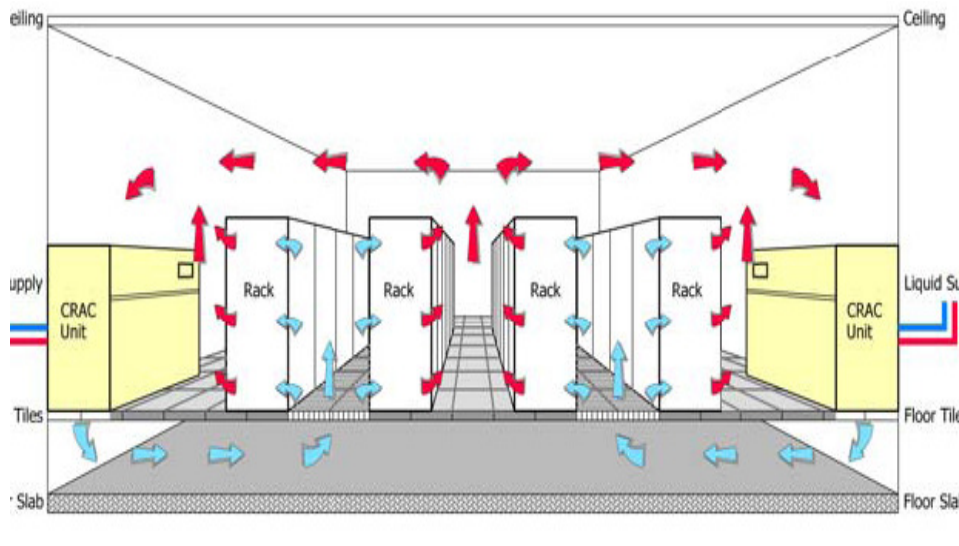 eiling
Ceiling
Rack
Rack
Rack
Rack
upply
CRAC
Unit
CRAC
Unit
Liquid Su
Tiles
Floor Tile
Slab
Floor Sla